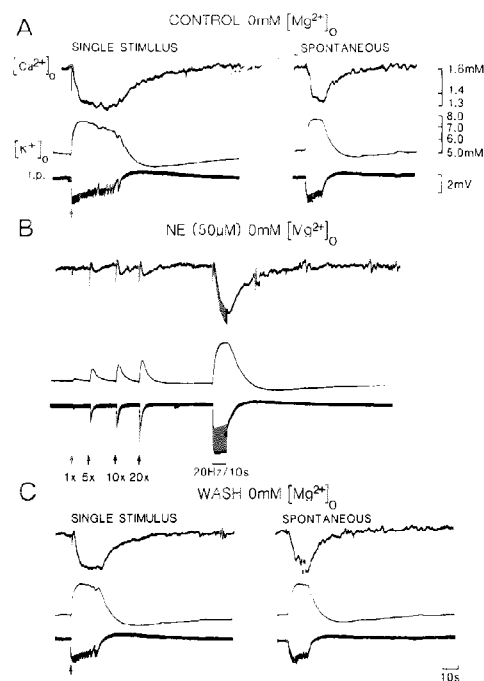 A
CONTROL 0mM [Mg2+]O
SINGLE STIMULUS
SPONTANEOUS
[Ca2+]O
1.6mM
1.4
1.3
[K+]O
8.0
7.0
6.0
5.0mM
f.p.
2mV
B
NE (50uM) 0mM [Mg2+]O
1x 5x 10x 20x
20Hz/10s
C
WASH 0mM [Mg2+]O
SINGLE STIMULUS
SPONTANEOUS
10s